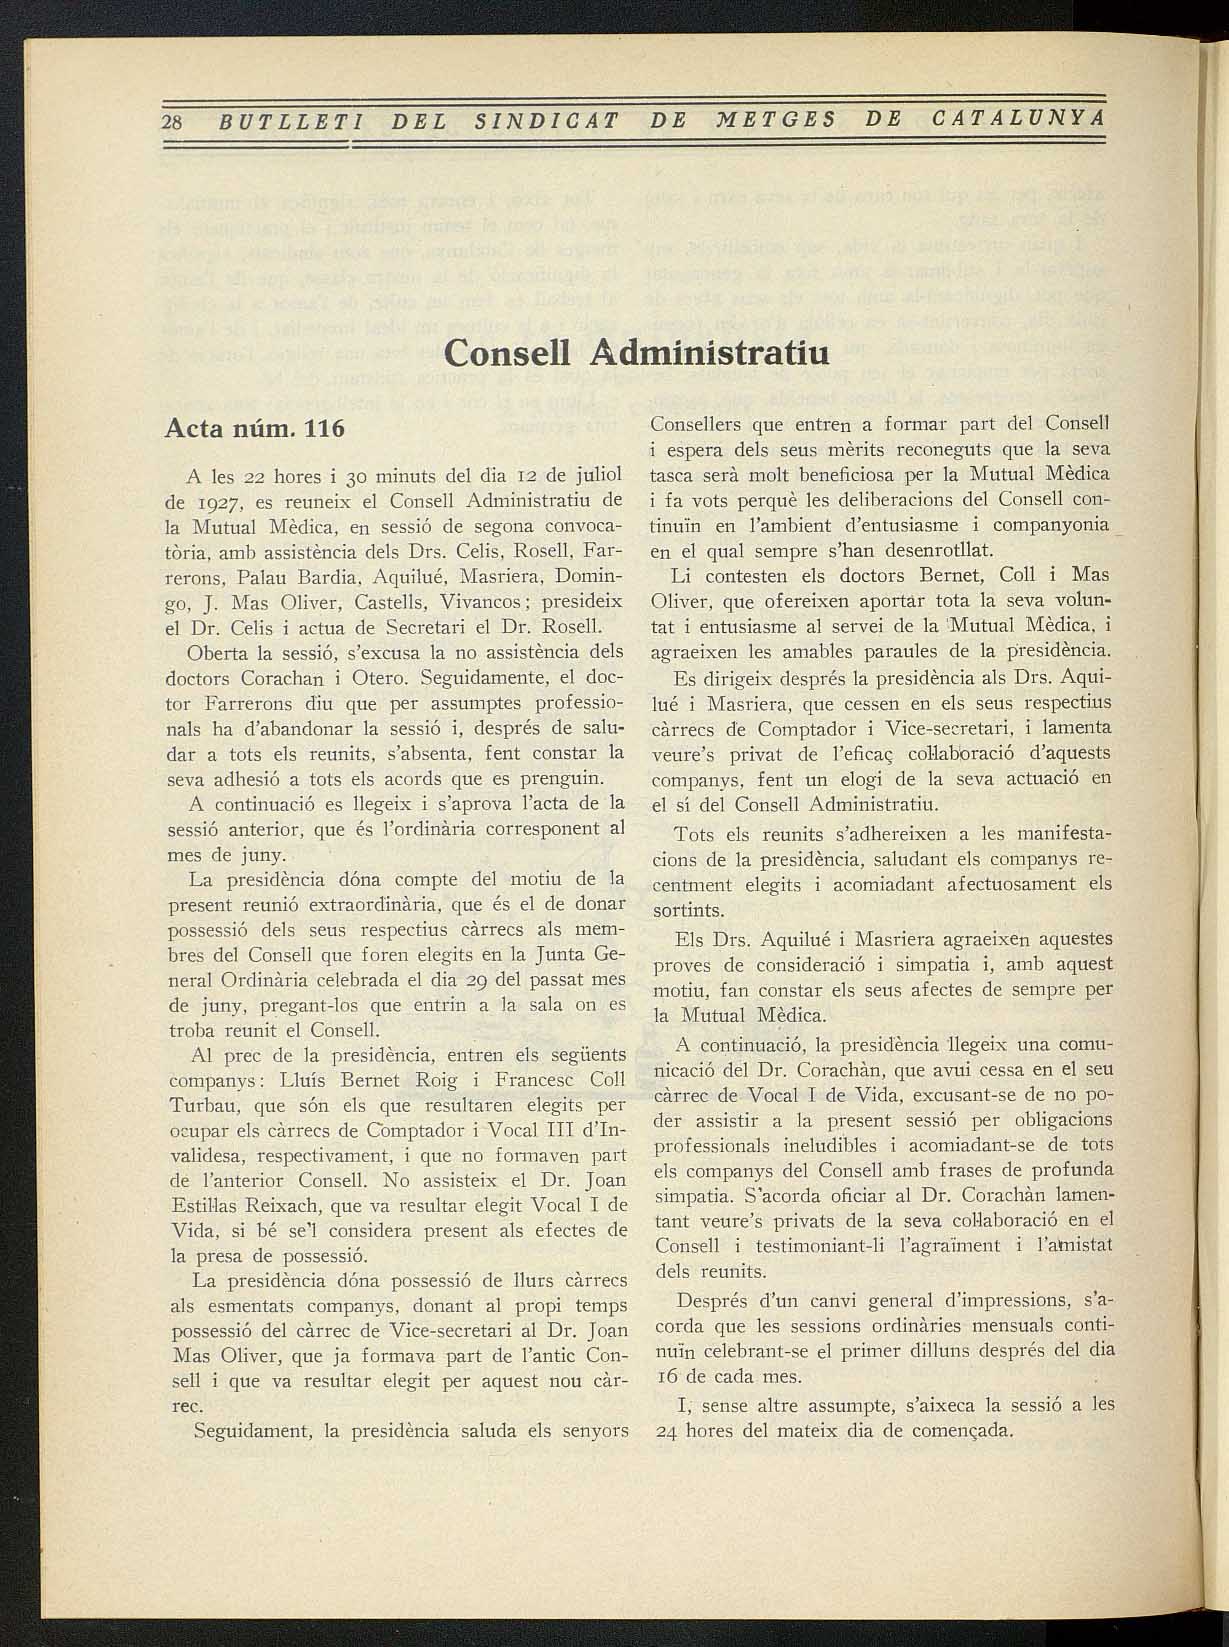 28 BUTLLETI DEL SINDICAT DE METGES DE CATALUNYA
Consell Administratiu
Acta núm. 116
A les 22 hores i 30 minuts del dia 12 de juliol
de 1927, es reuneix el Consell Administratiu de
la Mutual Mèdica, en sessió de segona convoca-
tòria, amb assistència dels Drs. Celis, Rosell, Far-
rerons, Palau Bardia, Aquilué, Masriera, Domin-
go, J. Mas Oliver, Castells, Vivancos; presideix
el Dr. Celis i actua de Secretari el Dr. Rosell.
Oberta la sessió, s'excusa la no assistència dels
doctors Corachan i Otero. Seguidamente, el doc-
tor Farrerons diu que per assumptes professio-
nals ha d'abandonar la sessió i, després de salu-
dar a tots els reunits, s'absenta, fent constar la
seva adhesió a tots els acords que es prenguin.
A continuació es llegeix i s'aprova l'acta de la
sessió anterior, que és l'ordinària corresponent al
mes de juny.
La presidència dóna compte del motiu de la
present reunió extraordinària, que és el de donar
possessió dels seus respectius càrrecs als mem-
bres del Consell que foren elegits en la Junta Ge-
neral Ordinària celebrada el dia 29 del passat mes
de juny, pregant-los que entrin a la sala on es
troba reunit el Consell.
Al prec de la presidència, entren els següents
companys: Lluís Bernet Roig i Francesc Coll
Turbau, que són els que resultaren elegits per
ocupar els càrrecs de Comptador i Vocal III d'In-
validesa, respectivament, i que no formaven part
de l'anterior Consell. No assisteix el Dr. Joan
Estil·las Reixach, que va resultar elegit Vocal I de
Vida, si bé se'l considera present als efectes de
la presa de possessió.
La presidència dóna possessió de llurs càrrecs
als esmentats companys, donant al propi temps
possessió del càrrec de Vice-secretari al Dr. Joan
Mas Oliver, que ja formava part de l'antic Con-
sell i que va resultar elegit per aquest nou càr-
rec.
Seguidament, la presidència saluda els senyors
Consellers que entren a formar part del Consell
i espera dels seus mèrits reconeguts que la seva
tasca serà molt beneficiosa per la Mutual Mèdica
i fa vots perquè les deliberacions del Consell con-
tinuïn en l'ambient d'entusiasme i companyonia
en el qual sempre s'han desenrotllat.
Li contesten els doctors Bernet, Coll i Mas
Oliver, que ofereixen aportar tota la seva volun-
tat i entusiasme al servei de la Mutual Mèdica, i
agraeixen les amables paraules de la presidència.
Es dirigeix després la presidència als Drs. Aqui-
lué i Masriera, que cessen en els seus respectius
càrrecs de Comptador i Vice-secretari, i lamenta
veure's privat de l'eficaç col·laboració d'aquests
companys, fent un elogi de la seva actuació en
el sí del Consell Administratiu.
Tots els reunits s'adhereixen a les manifesta-
cions de la presidència, saludant els companys re-
centment elegits i acomiadant afectuosament els
sortints.
Els Drs. Aquilué i Masriera agraeixen aquestes
proves de consideració i simpatia i, amb aquest
motiu, fan constar els seus afectes de sempre per
la Mutual Mèdica.
A continuació, la presidència llegeix una comu-
nicació del Dr. Corachàn, que avui cessa en el seu
càrrec de Vocal I de Vida, excusant-se de no po-
der assistir a la present sessió per obligacions
professionals ineludibles i acomiadant-se de tots
els companys del Consell amb frases de profunda
simpatia. S'acorda oficiar al Dr. Corachàn lamen-
tant veure's privats de la seva col·laboració en el
Consell i testimoniant-li l'agraïment i l'amistat
dels reunits.
Després d'un canvi general d'impressions, s'a-
corda que les sessions ordinàries mensuals conti-
nuïn celebrant-se el primer dilluns després del dia
16 de cada mes.
I, sense altre assumpte, s'aixeca la sessió a les
24 hores del mateix dia de començada.